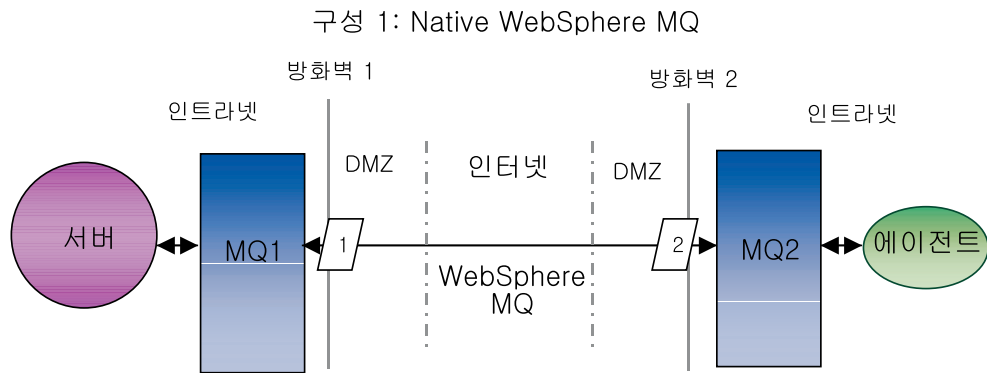 구성 1: Native WebSphere MQ
방화벽 1
방화벽 2
인트라넷
인트라넷
DMZ
인터넷
DMZ
서버
MQ1
1
2
MQ2
에이전트
WebSphere
MQ